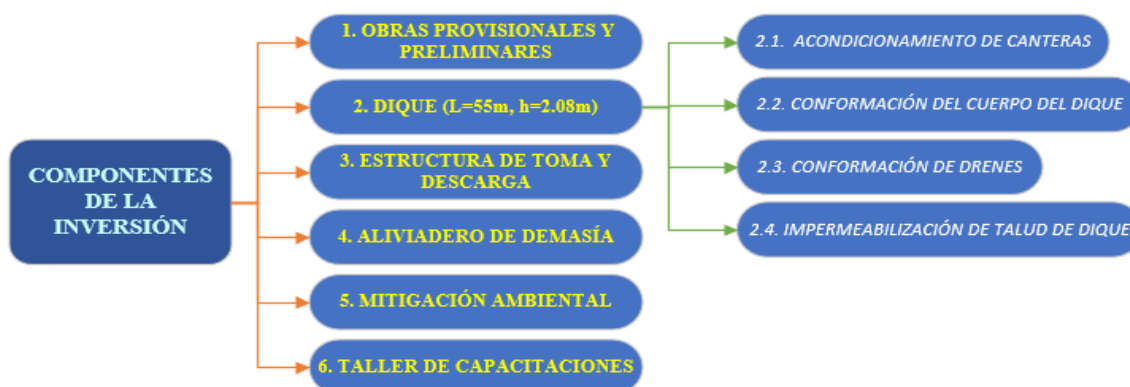 COMPONENTES
DE LA
INVERSIÓN
1. OBRAS PROVISIONALES Y
PRELIMINARES
2. DIQUE (L=55m, h=2.08m)
3. ESTRUCTURA DE TOMA Y
DESCARGA
4. ALIVIADERO DE DEMASÍA
5. MITIGACIÓN AMBIENTAL
6. TALLER DE CAPACITACIONES
2.1. ACONDICIONAMIENTO DE CANTERAS
2.2. CONFORMACIÓN DEL CUERPO DEL DIQUE
2.3. CONFORMACIÓN DE DRENES
2.4. IMPERMEABILIZACIÓN DE TALUD DE DIQUE